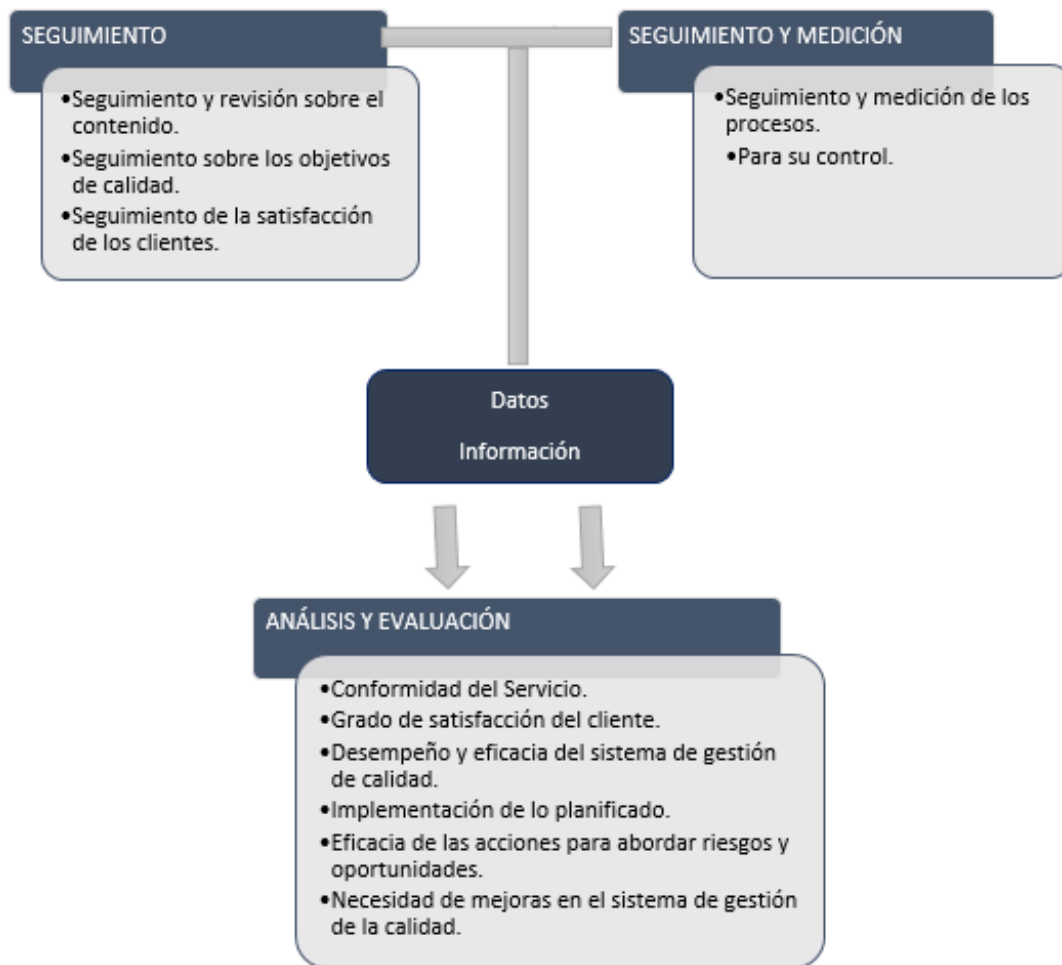 SEGUIMIENTO
•Seguimiento y revisión sobre el
contenido.
•Seguimiento sobre los objetivos
de calidad.
•Seguimiento de la satisfacción
de los clientes.
SEGUIMIENTO Y MEDICIÓN
•Seguimiento y medición de los
procesos.
•Para su control.
Datos
Información
ANÁLISIS Y EVALUACIÓN
•Conformidad del Servicio.
•Grado de satisfacción del cliente.
•Desempeño y eficacia del sistema de gestión
de calidad.
•Implementación de lo planificado.
•Eficacia de las acciones para abordar riesgos y
oportunidades.
•Necesidad de mejoras en el sistema de gestión
de la calidad.